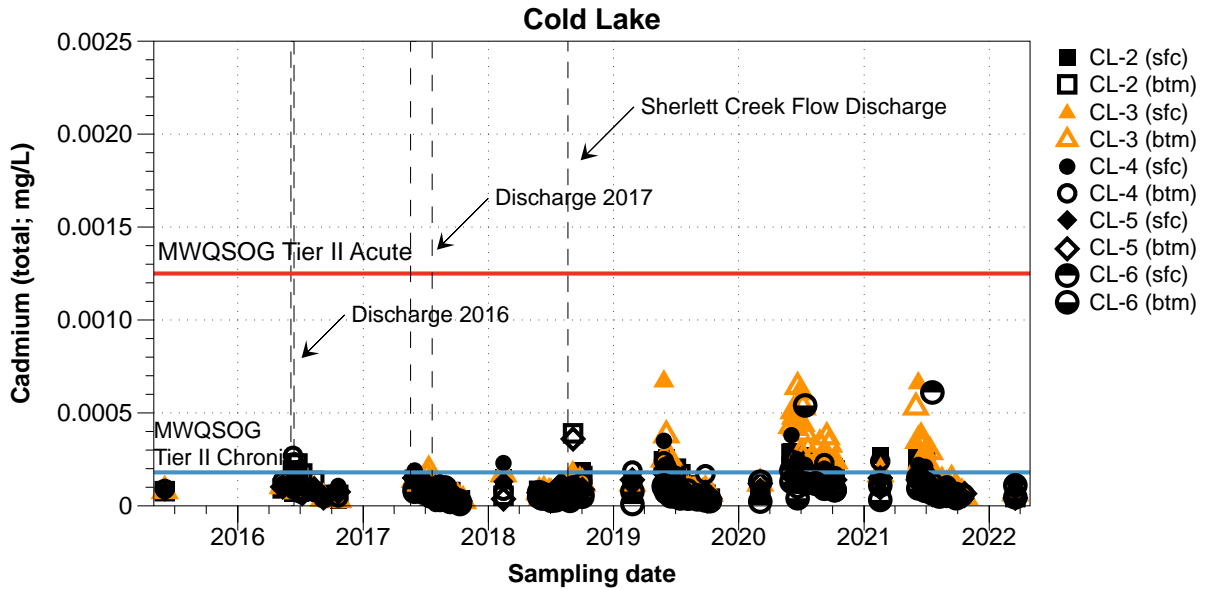 Cold Lake
Cadmium (total; mg/L)
0.0025
0.0020
0.0015
0.0010
0.0005
0
Sherlett Creek Flow Discharge
Discharge 2017
MWQSOG Tier II Acute
Discharge 2016
MWQSOG
Tier II Chroni
2016 2017 2018 2019 2020 2021 2022
Sampling date
CL-2 (sfc)
CL-2 (btm)
CL-3 (sfc)
CL-3 (btm)
CL-4 (sfc)
CL-4 (btm)
CL-5 (sfc)
CL-5 (btm)
CL-6 (sfc)
CL-6 (btm)